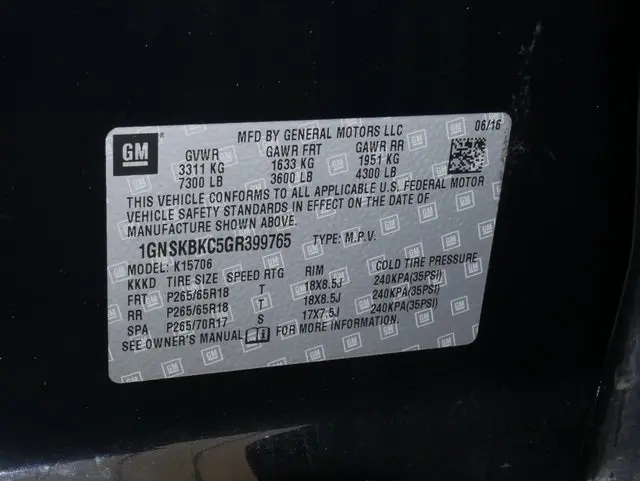 GM
MFD BY GENERAL MOTORS LLC 06/16
GVWR GAWR FRT GAWR RR
3311 KG 1633 KG 1951 KG
7300 LB 3600 LB 4300 LB
THIS VEHICLE CONFORMS TO ALL APPLICABLE U.S. FEDERAL MOTOR
VEHICLE SAFETY STANDARDS IN EFFECT ON THE DATE OF
MANUFACTURE SHOWN ABOVE.
1GNSKBKC5GR399765 TYPE: M.P.V.
MODEL: K15706
KKKD TIRE SIZE SPEED RTG RIM COLD TIRE PRESSURE
FRT P265/65R18 T 18X8.5J 240KPA(35PSI)
RR P265/65R18 T 18X8.5J 240KPA(35PSI)
SPA P265/70R17 S 17X7.5J 240KPA(35PSI)
SEE OWNER'S MANUAL FOR MORE INFORMATION.